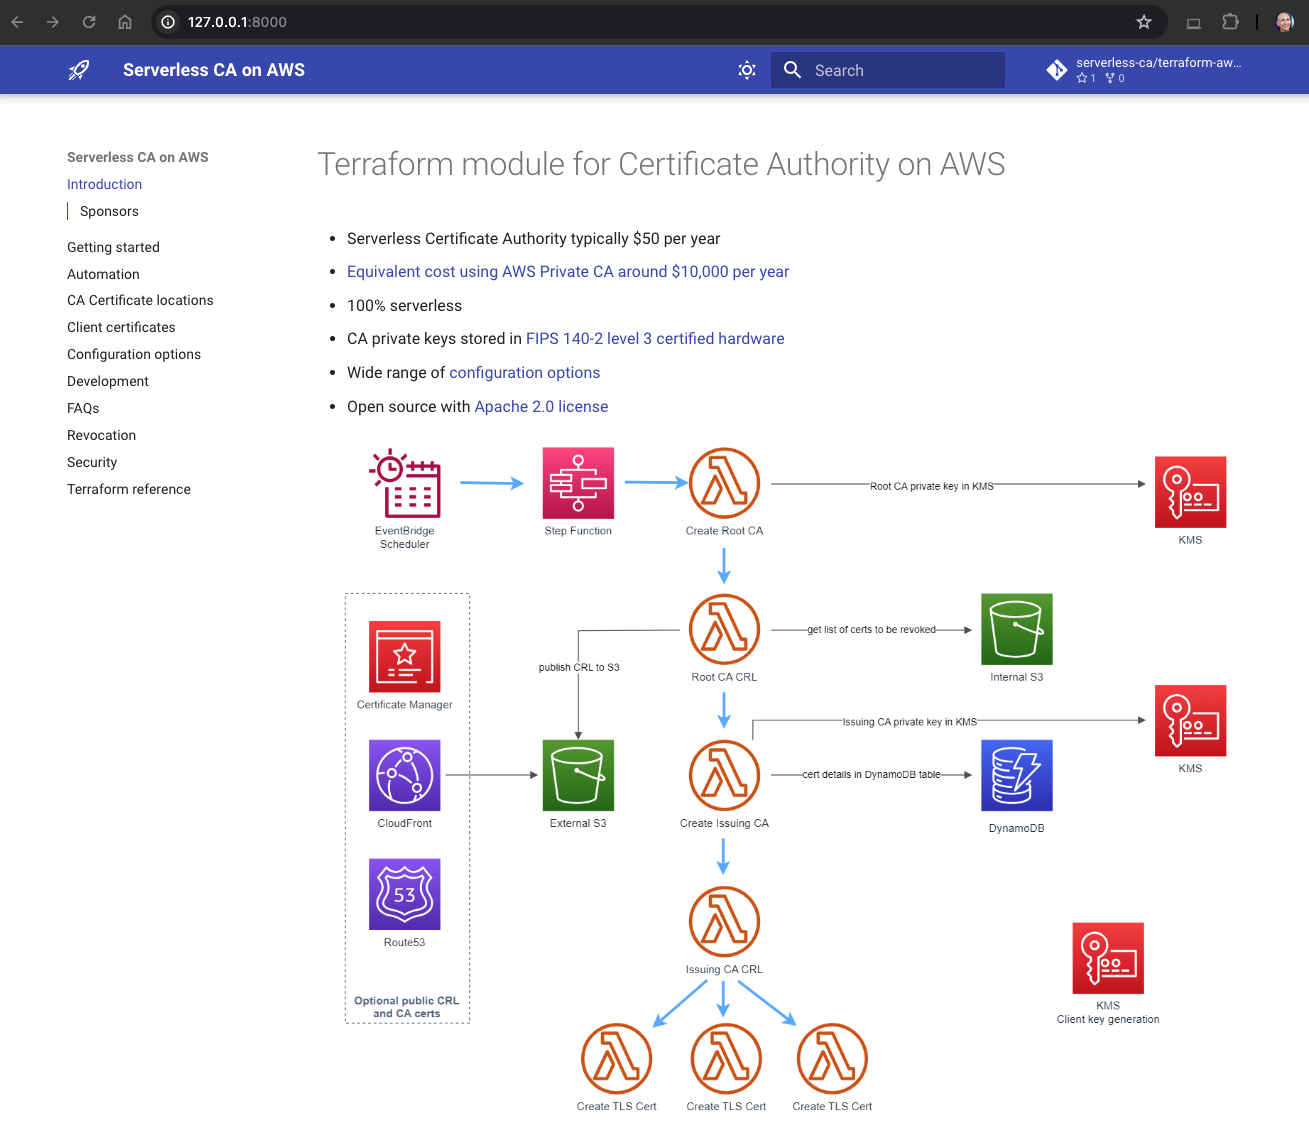 127.0.0.1:8000
Serverless CA on AWS
Search
serverless-ca/terraform-aw...
1 0
Serverless CA on AWS
Introduction
Sponsors
Getting started
Automation
CA Certificate locations
Client certificates
Configuration options
Development
FAQs
Revocation
Security
Terraform reference
Terraform module for Certificate Authority on AWS
Serverless Certificate Authority typically $50 per year
Equivalent cost using AWS Private CA around $10,000 per year
100% serverless
CA private keys stored in FIPS 140-2 level 3 certified hardware
Wide range of configuration options
Open source with Apache 2.0 license
EventBridge
Scheduler
Step Function
Create Root CA
Root CA private key in KMS
KMS
Root CA CRL
get list of certs to be revoked
Internal S3
publish CRL to S3
Certificate Manager
Issuing CA private key in KMS
KMS
CloudFront
External S3
Create Issuing CA
cert details in DynamoDB table
DynamoDB
53
Route53
Optional public CRL
and CA certs
Issuing CA CRL
KMS
Client key generation
Create TLS Cert
Create TLS Cert
Create TLS Cert